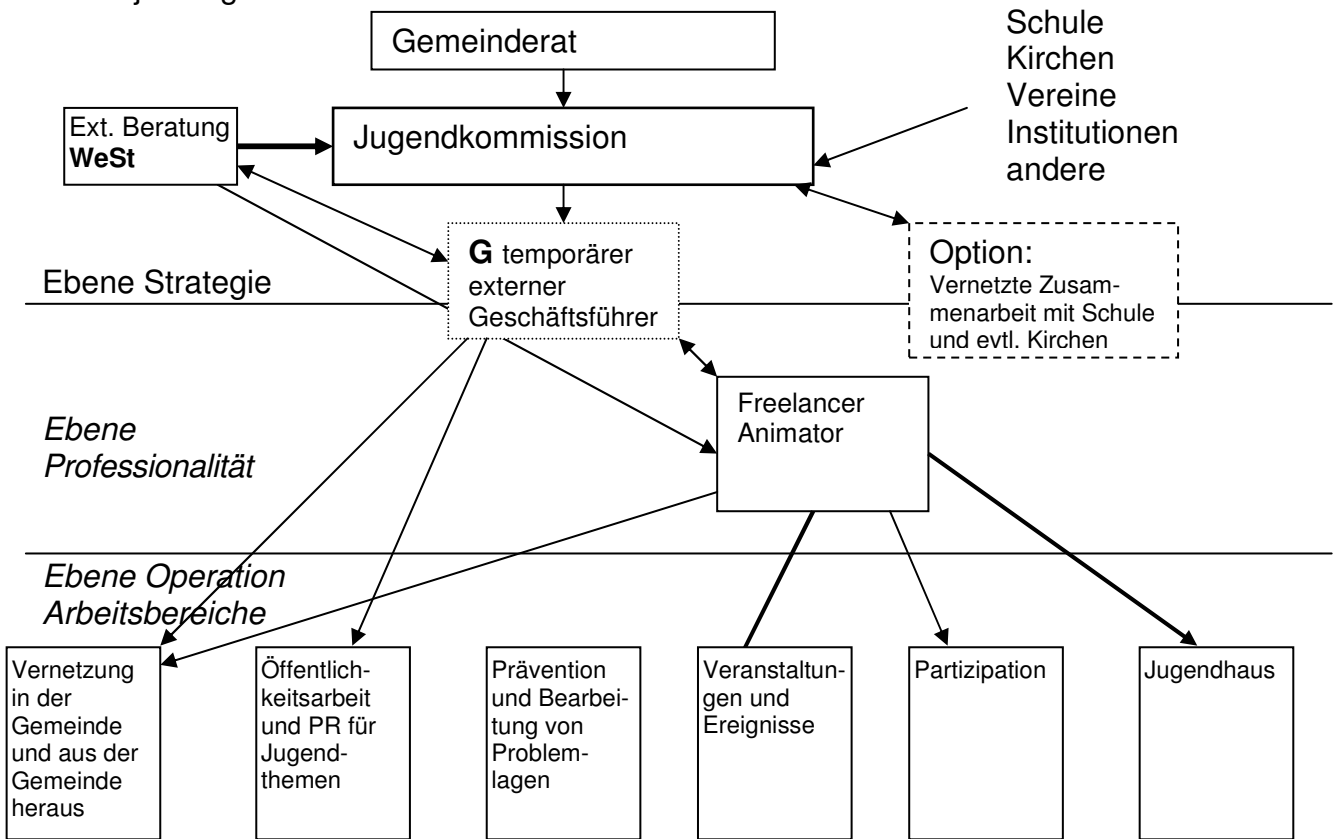 Gemeinderat
Schule
Kirchen
Vereine
Institutionen
andere
Ext. Beratung
WeSt
Jugendkommission
G temporärer
externer
Geschäftsführer
Option:
Vernetzte Zusam-
menarbeit mit Schule
und evtl. Kirchen
Ebene Strategie
Freelancer
Animator
Ebene
Professionalität
Ebene Operation
Arbeitsbereiche
Vernetzung
in der
Gemeinde
und aus der
Gemeinde
heraus
Öffentlich-
keitsarbeit
und PR für
Jugend-
themen
Prävention
und Bearbei-
tung von
Problem-
lagen
Veranstaltun-
gen und
Ereignisse
Partizipation
Jugendhaus